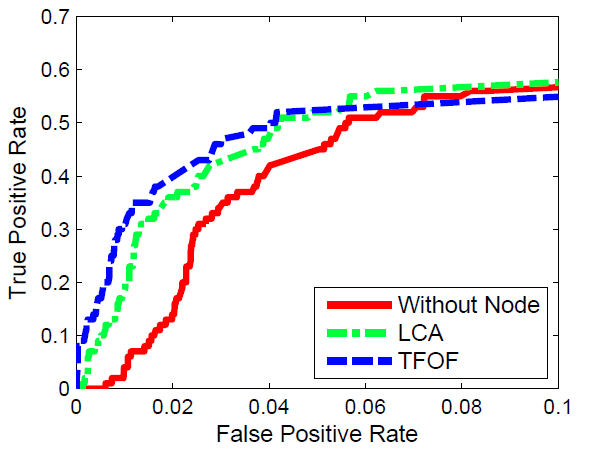 0.7
0.6
0.5
0.4
0.3
0.2
0.1
0
True Positive Rate
Without Node
LCA
TFOF
0 0.02 0.04 0.06 0.08 0.1
False Positive Rate